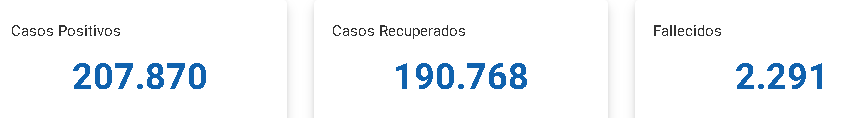 Casos Positivos
207.870
Casos Recuperados
190.768
Fallecidos
2.291